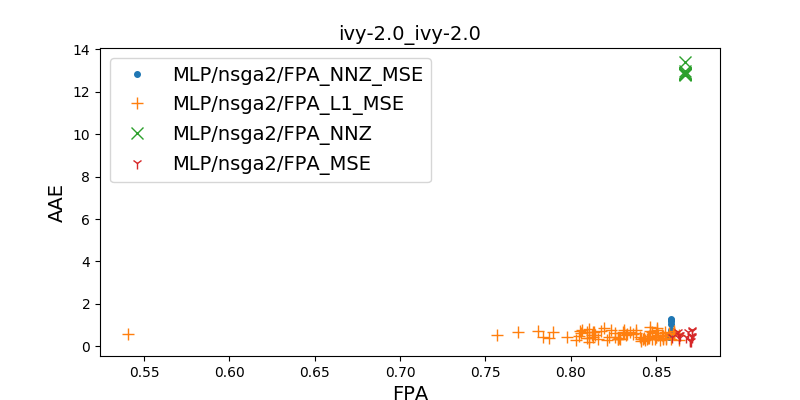 ivy-2.0_ivy-2.0
MLP/nsga2/FPA_NNZ_MSE
MLP/nsga2/FPA_L1_MSE
MLP/nsga2/FPA_NNZ
MLP/nsga2/FPA_MSE
AAE
14
12
10
8
6
4
2
0
0.55
0.60
0.65
0.70
0.75
0.80
0.85
FPA